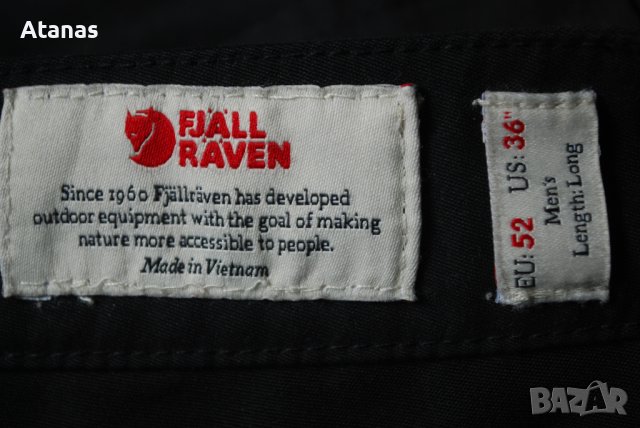 Atanas
FJÄLL
RÄVEN
Since 1960 Fjällräven has developed
outdoor equipment with the goal of making
nature more accessible to people.
Made in Vietnam
EU: 52 US: 36"
Men's
Length: Long
BAZAR